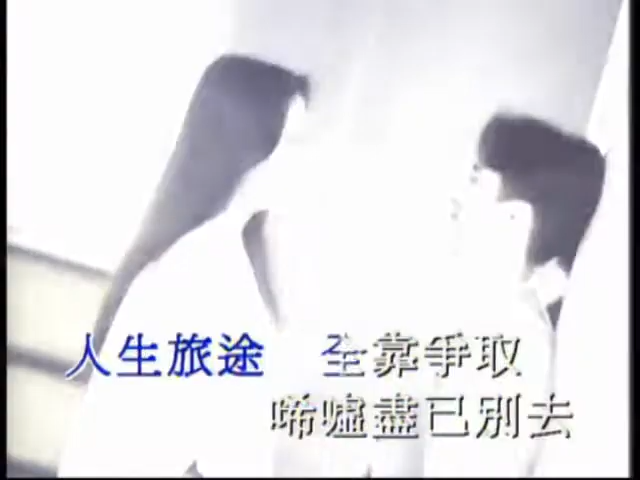 人生旅途　全靠爭取
唏噓盡已別去